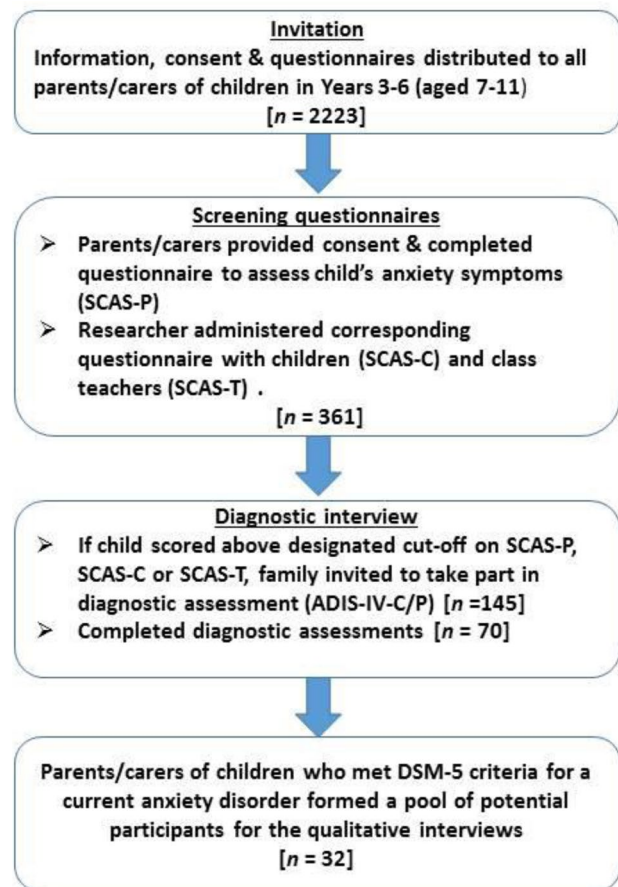 Invitation
Information, consent & questionnaires distributed to all
parents/carers of children in Years 3-6 (aged 7-11)
[n = 2223]
Screening questionnaires
➢ Parents/carers provided consent & completed
questionnaire to assess child's anxiety symptoms
(SCAS-P)
➢ Researcher administered corresponding
questionnaire with children (SCAS-C) and class
teachers (SCAS-T) .
[n = 361]
Diagnostic interview
➢ If child scored above designated cut-off on SCAS-P,
SCAS-C or SCAS-T, family invited to take part in
diagnostic assessment (ADIS-IV-C/P) [n =145]
➢ Completed diagnostic assessments [n = 70]
Parents/carers of children who met DSM-5 criteria for a
current anxiety disorder formed a pool of potential
participants for the qualitative interviews
[n = 32]